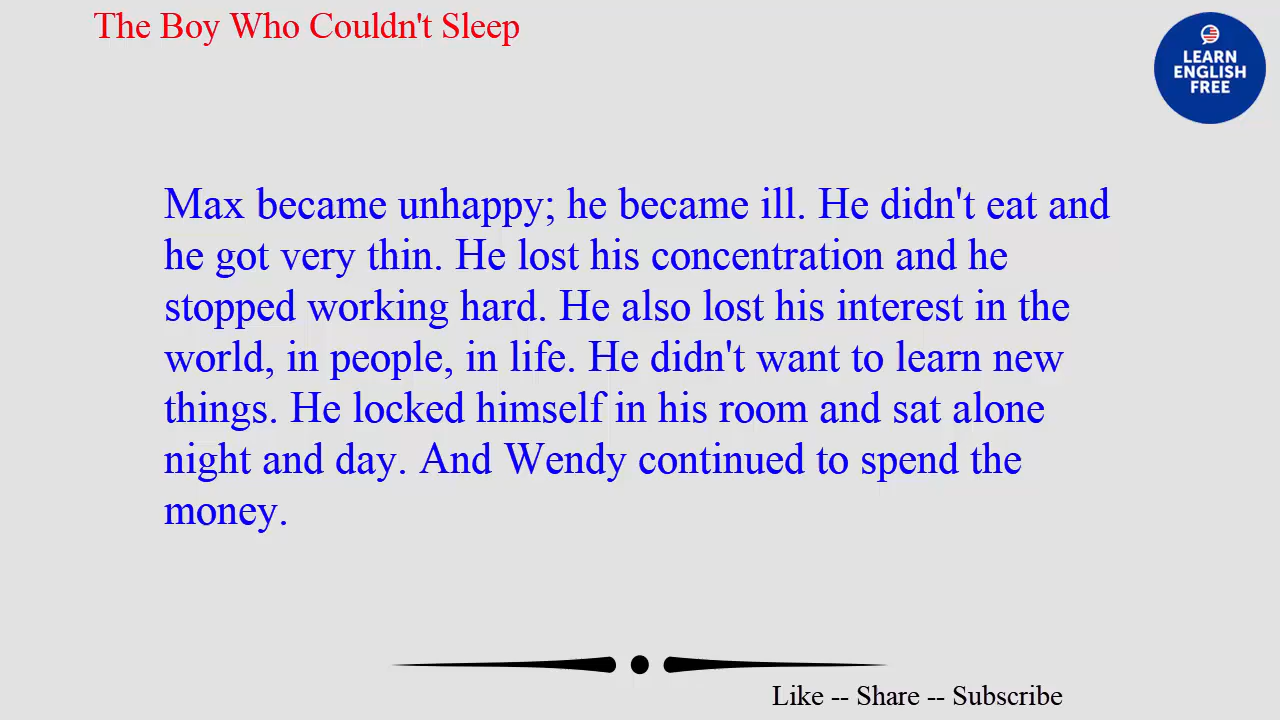 The Boy Who Couldn't Sleep
LEARN
ENGLISH
FREE
Max became unhappy; he became ill. He didn't eat and
he got very thin. He lost his concentration and he
stopped working hard. He also lost his interest in the
world, in people, in life. He didn't want to learn new
things. He locked himself in his room and sat alone
night and day. And Wendy continued to spend the
money.
Like -- Share -- Subscribe